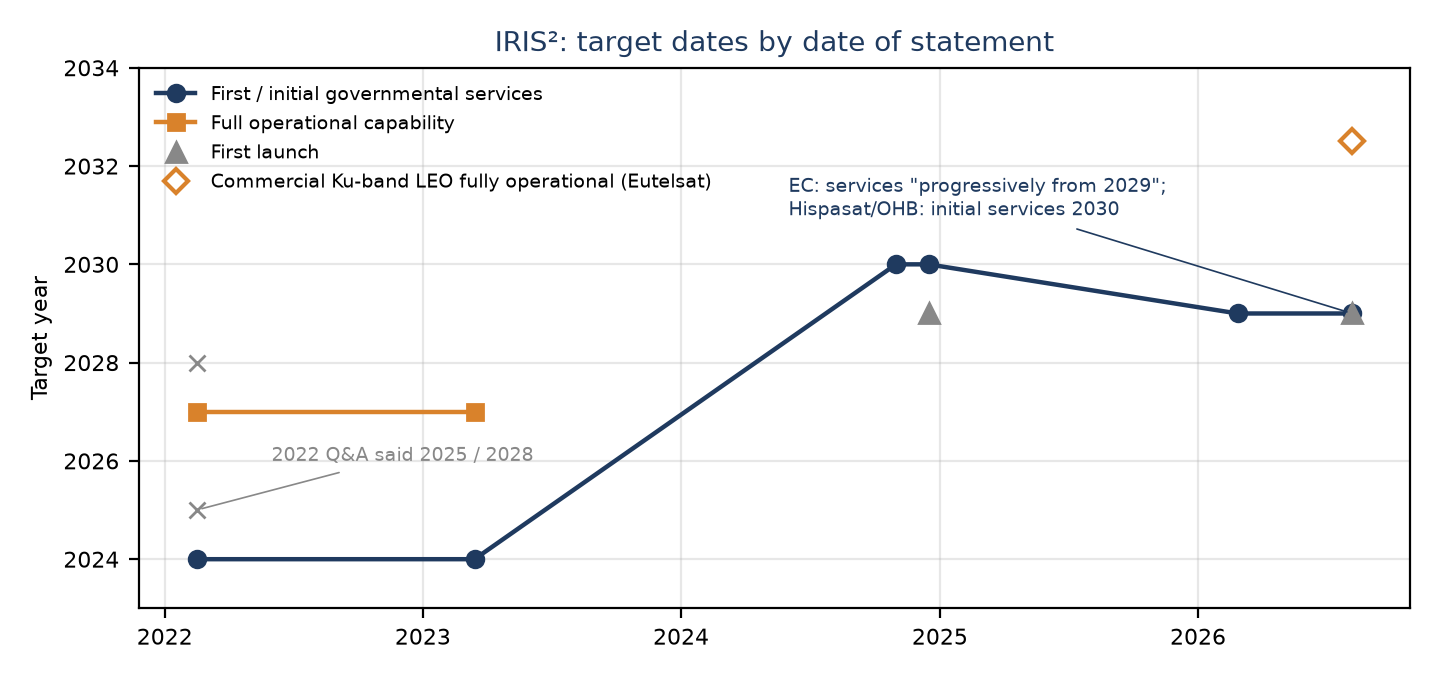 IRIS²: target dates by date of statement
2034
2032
2030
2028
2026
2024
Target year
First / initial governmental services
Full operational capability
First launch
Commercial Ku-band LEO fully operational (Eutelsat)
EC: services "progressively from 2029";
Hispasat/OHB: initial services 2030
2022 Q&A said 2025 / 2028
2022
2023
2024
2025
2026